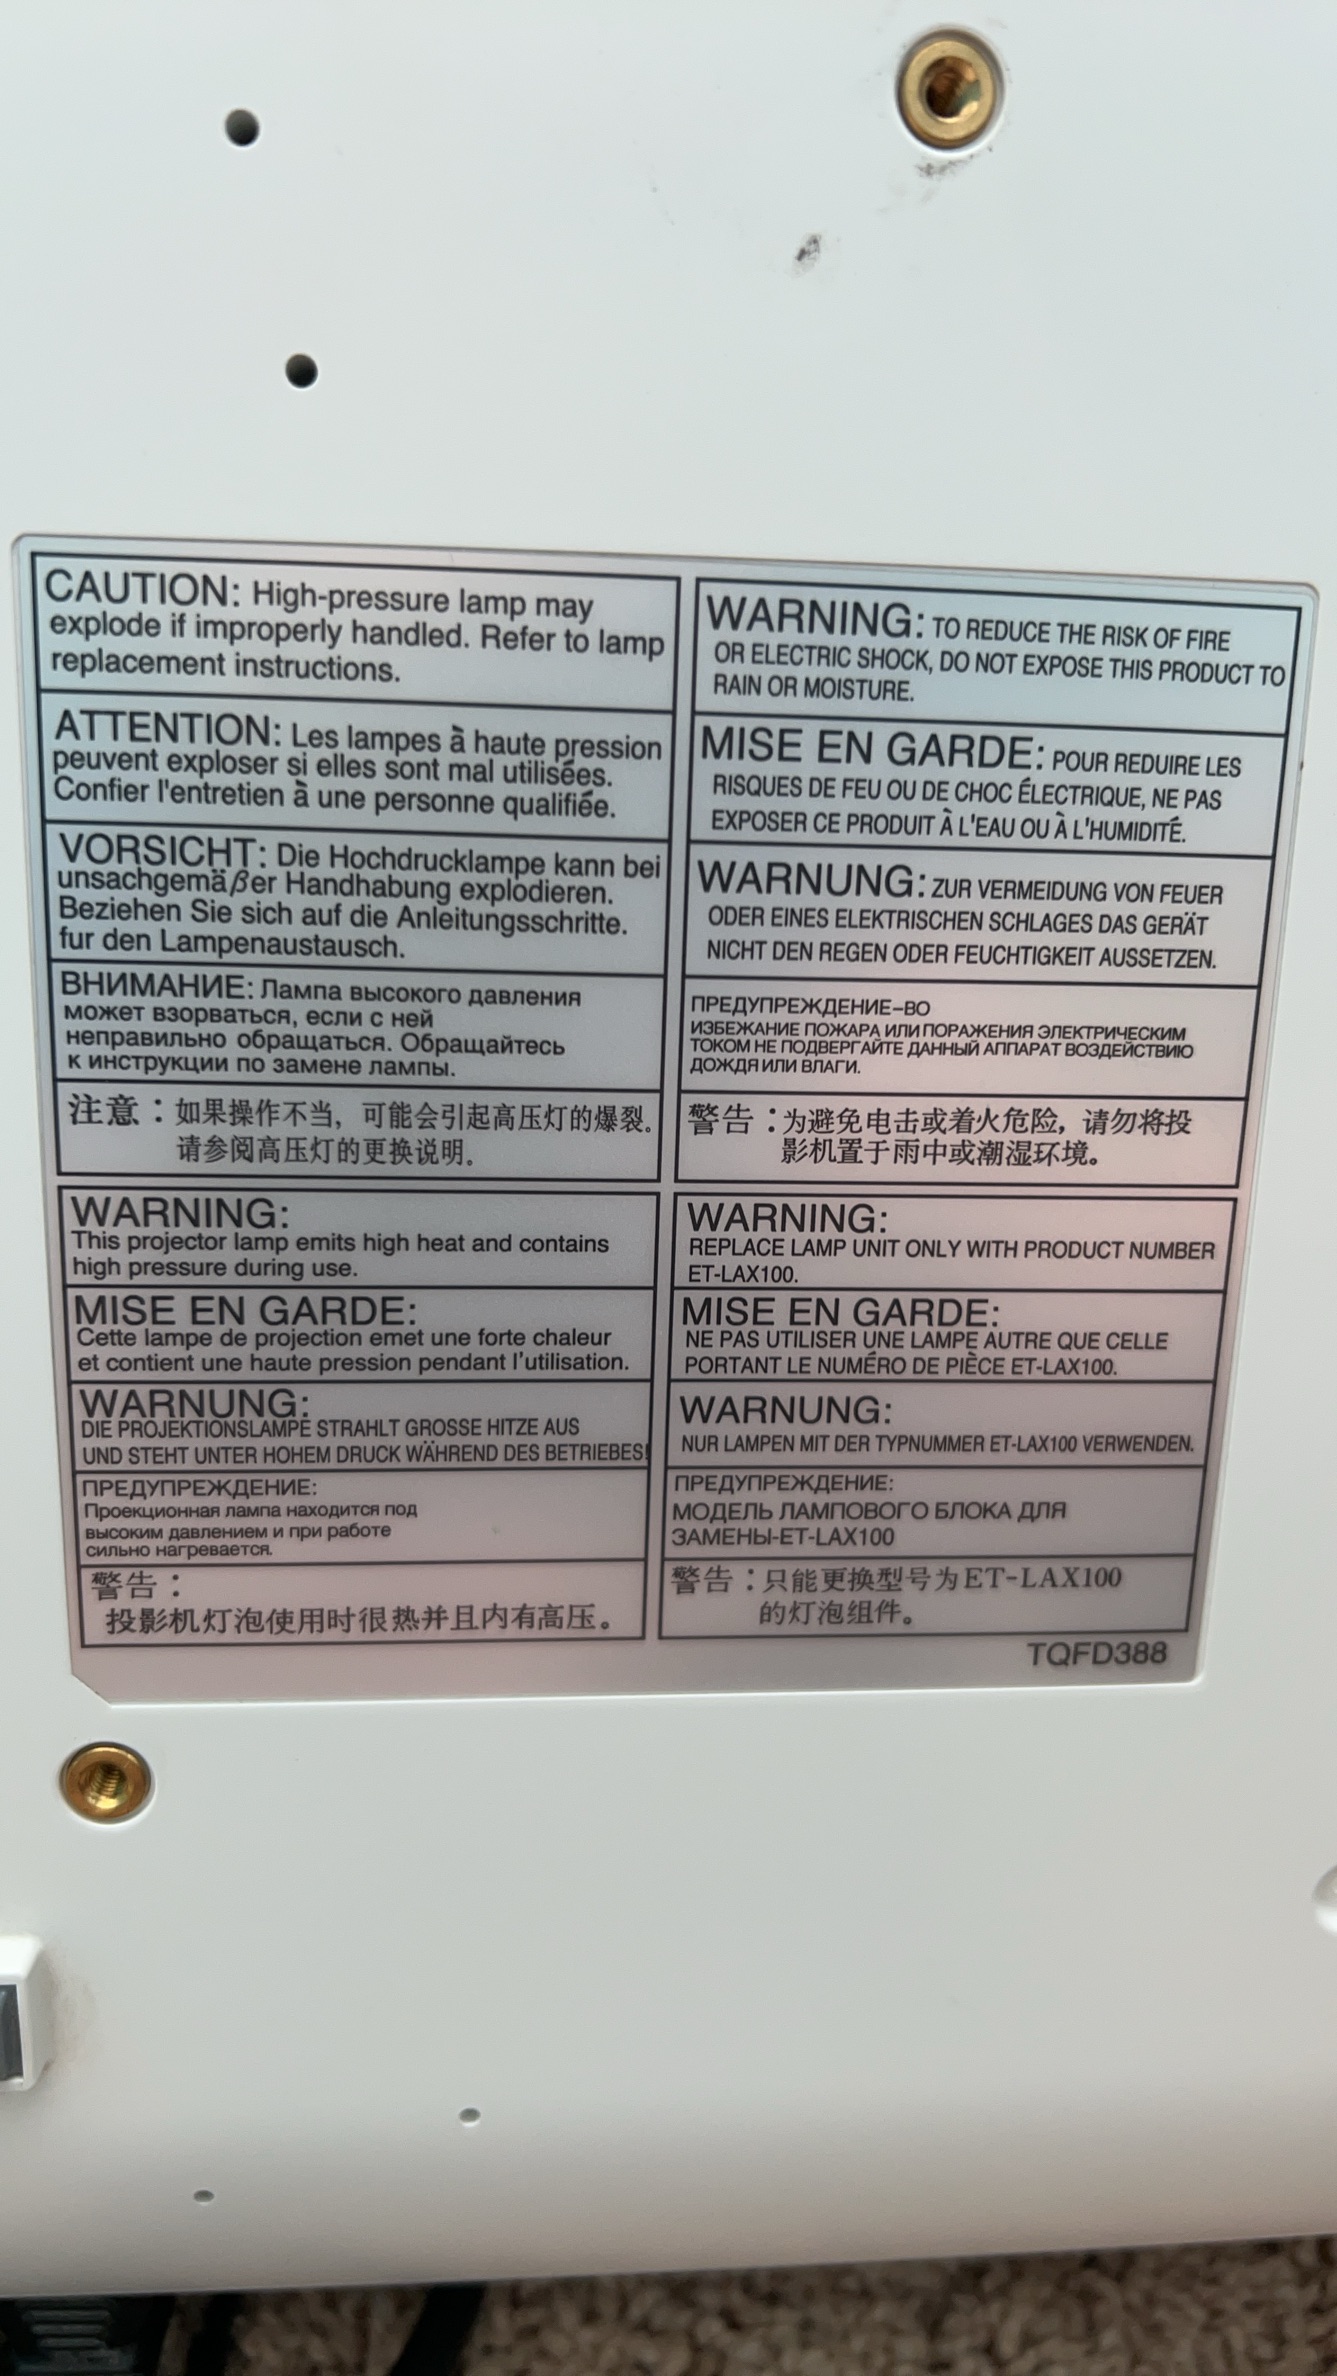 CAUTION: High-pressure lamp may
explode if improperly handled. Refer to lamp
replacement instructions.
ATTENTION: Les lampes à haute pression
peuvent exploser si elles sont mal utilisées.
Confier l'entretien à une personne qualifiée.
VORSICHT: Die Hochdrucklampe kann bei
unsachgemäßer Handhabung explodieren.
Beziehen Sie sich auf die Anleitungsschritte.
fur den Lampenaustausch.
ВНИМАНИЕ: Лампа высокого давления
может взорваться, если с ней
неправильно обращаться. Обращайтесь
к инструкции по замене лампы.
注意：如果操作不当，可能会引起高压灯的爆裂。
请参阅高压灯的更换说明。
WARNING: TO REDUCE THE RISK OF FIRE
OR ELECTRIC SHOCK, DO NOT EXPOSE THIS PRODUCT TO
RAIN OR MOISTURE.
MISE EN GARDE: POUR REDUIRE LES
RISQUES DE FEU OU DE CHOC ÉLECTRIQUE, NE PAS
EXPOSER CE PRODUIT À L'EAU OU À L'HUMIDITÉ.
WARNUNG: ZUR VERMEIDUNG VON FEUER
ODER EINES ELEKTRISCHEN SCHLAGES DAS GERÄT
NICHT DEN REGEN ODER FEUCHTIGKEIT AUSSETZEN.
ПРЕДУПРЕЖДЕНИЕ-ВО
ИЗБЕЖАНИЕ ПОЖАРА ИЛИ ПОРАЖЕНИЯ ЭЛЕКТРИЧЕСКИМ
ТОКОМ НЕ ПОДВЕРГАЙТЕ ДАННЫЙ АППАРАТ ВОЗДЕЙСТВИЮ
ДОЖДЯ ИЛИ ВЛАГИ.
警告：为避免电击或着火危险，请勿将投
影机置于雨中或潮湿环境。
WARNING:
This projector lamp emits high heat and contains
high pressure during use.
MISE EN GARDE:
Cette lampe de projection emet une forte chaleur
et contient une haute pression pendant l'utilisation.
WARNUNG:
DIE PROJEKTIONSLAMPE STRAHLT GROSSE HITZE AUS
UND STEHT UNTER HOHEM DRUCK WÄHREND DES BETRIEBES!
ПРЕДУПРЕЖДЕНИЕ:
Проекционная лампа находится под
высоким давлением и при работе
сильно нагревается.
警告：
投影机灯泡使用时很热并且内有高压。
WARNING:
REPLACE LAMP UNIT ONLY WITH PRODUCT NUMBER
ET-LAX100.
MISE EN GARDE:
NE PAS UTILISER UNE LAMPE AUTRE QUE CELLE
PORTANT LE NUMÉRO DE PIÈCE ET-LAX100.
WARNUNG:
NUR LAMPEN MIT DER TYPNUMMER ET-LAX100 VERWENDEN.
ПРЕДУПРЕЖДЕНИЕ:
МОДЕЛЬ ЛАМПОВОГО БЛОКА ДЛЯ
ЗАМЕНЫ-ET-LAX100
警告：只能更换型号为ET-LAX100
的灯泡组件。
TQFD388